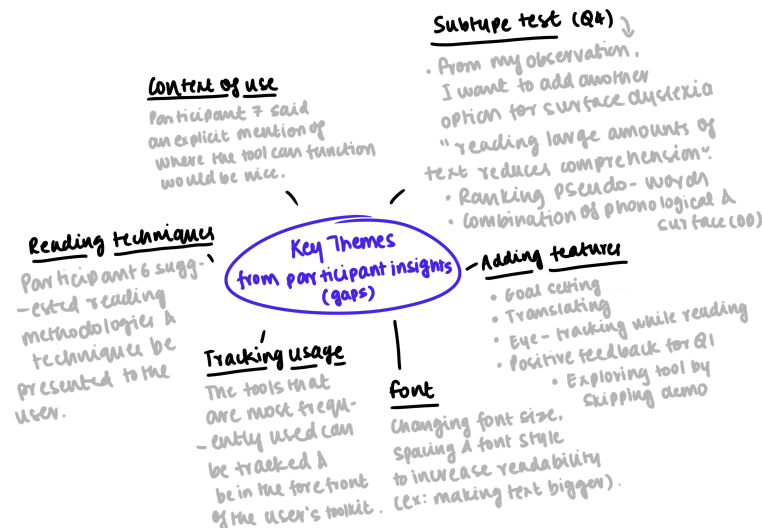 Subtype test (Q4)
• From my observation,
I want to add another
option for surface dyslexia
"reading large amounts of
text reduces comprehension".
• Ranking pseudo-words
• Combination of phonological &
surface (OD)
Context of use
Participant 7 said
an explicit mention of
where the tool can function
would be nice.
Key Themes
from participant insights
(gaps)
Reading techniques
Participant 6 sugg-
-ested reading
methodologies &
techniques be
presented to the
user.
Adding features
• Goal setting
• Translating
• Eye-tracking while reading
• Positive feedback for Q1
• Exploring tool by
skipping demo
Tracking usage
The tools that
are most frequ-
-ently used can
be tracked &
be in the forefront
of the user's toolkit.
Font
Changing font size,
spacing & font style
to increase readability
(ex: making text bigger).